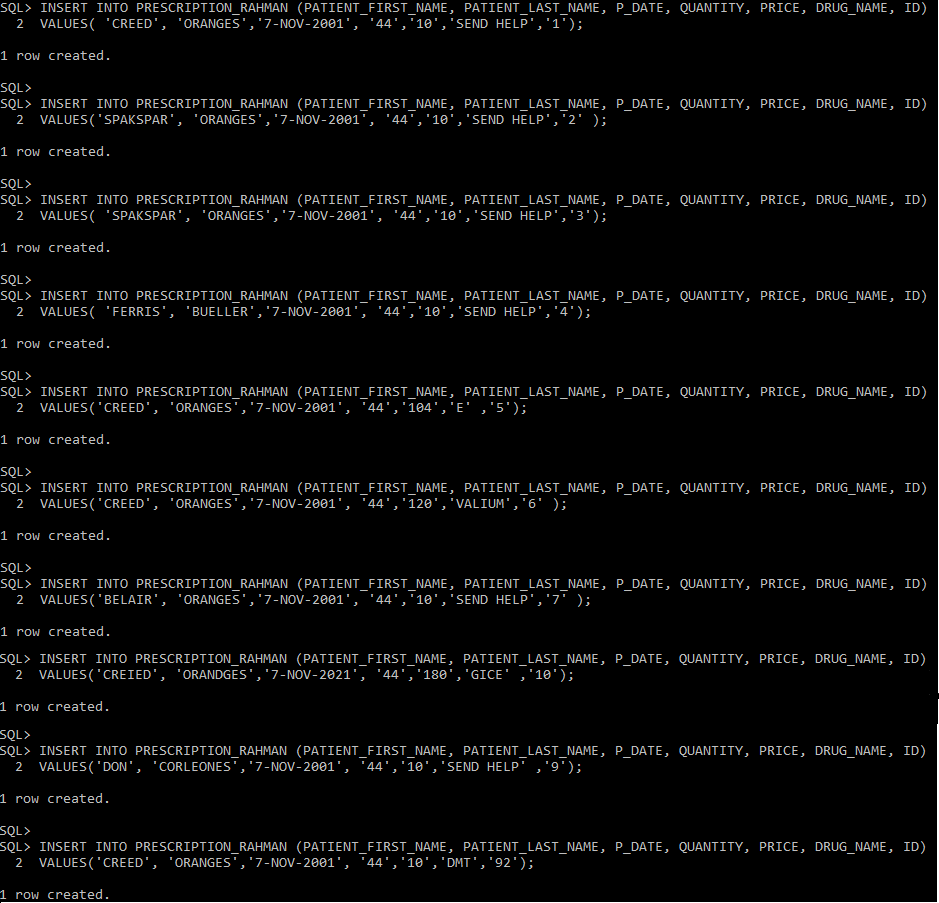 SQL> INSERT INTO PRESCRIPTION_RAHMAN (PATIENT_FIRST_NAME, PATIENT_LAST_NAME, P_DATE, QUANTITY, PRICE, DRUG_NAME, ID)
2 VALUES( 'CREED', 'ORANGES','7-NOV-2001', '44','10','SEND HELP','1');
1 row created.
SQL>
SQL> INSERT INTO PRESCRIPTION_RAHMAN (PATIENT_FIRST_NAME, PATIENT_LAST_NAME, P_DATE, QUANTITY, PRICE, DRUG_NAME, ID)
2 VALUES('SPAKSPAR', 'ORANGES','7-NOV-2001', '44','10','SEND HELP','2' );
1 row created.
SQL>
SQL> INSERT INTO PRESCRIPTION_RAHMAN (PATIENT_FIRST_NAME, PATIENT_LAST_NAME, P_DATE, QUANTITY, PRICE, DRUG_NAME, ID)
2 VALUES( 'SPAKSPAR', 'ORANGES','7-NOV-2001', '44','10','SEND HELP','3');
1 row created.
SQL>
SQL> INSERT INTO PRESCRIPTION_RAHMAN (PATIENT_FIRST_NAME, PATIENT_LAST_NAME, P_DATE, QUANTITY, PRICE, DRUG_NAME, ID)
2 VALUES( 'FERRIS', 'BUELLER','7-NOV-2001', '44','10','SEND HELP','4');
1 row created.
SQL>
SQL> INSERT INTO PRESCRIPTION_RAHMAN (PATIENT_FIRST_NAME, PATIENT_LAST_NAME, P_DATE, QUANTITY, PRICE, DRUG_NAME, ID)
2 VALUES('CREED', 'ORANGES','7-NOV-2001', '44','104','E' ,'5');
1 row created.
SQL>
SQL> INSERT INTO PRESCRIPTION_RAHMAN (PATIENT_FIRST_NAME, PATIENT_LAST_NAME, P_DATE, QUANTITY, PRICE, DRUG_NAME, ID)
2 VALUES('CREED', 'ORANGES','7-NOV-2001', '44','120','VALIUM','6' );
1 row created.
SQL>
SQL> INSERT INTO PRESCRIPTION_RAHMAN (PATIENT_FIRST_NAME, PATIENT_LAST_NAME, P_DATE, QUANTITY, PRICE, DRUG_NAME, ID)
2 VALUES('BELAIR', 'ORANGES','7-NOV-2001', '44','10','SEND HELP','7' );
1 row created.
SQL> INSERT INTO PRESCRIPTION_RAHMAN (PATIENT_FIRST_NAME, PATIENT_LAST_NAME, P_DATE, QUANTITY, PRICE, DRUG_NAME, ID)
2 VALUES('CREIED', 'ORANDGES','7-NOV-2021', '44','180','GICE' ,'10');
1 row created.
SQL>
SQL> INSERT INTO PRESCRIPTION_RAHMAN (PATIENT_FIRST_NAME, PATIENT_LAST_NAME, P_DATE, QUANTITY, PRICE, DRUG_NAME, ID)
2 VALUES('DON', 'CORLEONES','7-NOV-2001', '44','10','SEND HELP' ,'9');
1 row created.
SQL>
SQL> INSERT INTO PRESCRIPTION_RAHMAN (PATIENT_FIRST_NAME, PATIENT_LAST_NAME, P_DATE, QUANTITY, PRICE, DRUG_NAME, ID)
2 VALUES('CREED', 'ORANGES','7-NOV-2001', '44','10','DMT','92');
1 row created.